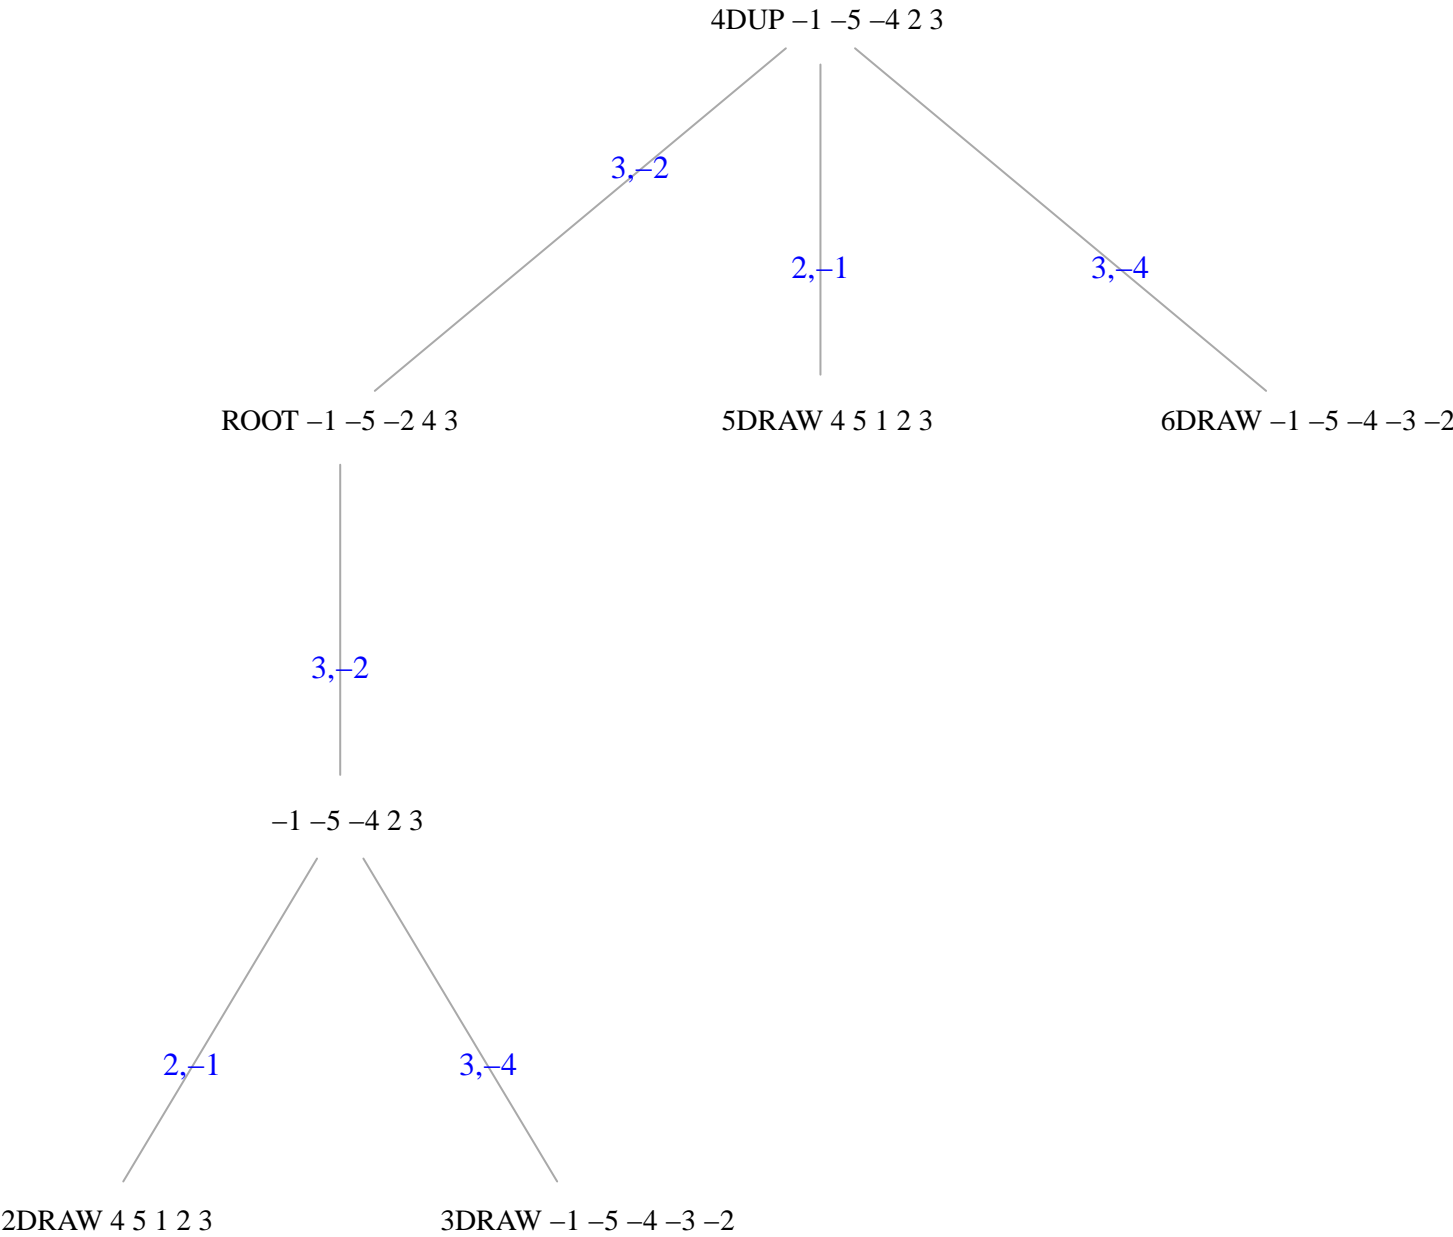 4DUP –1 –5 –4 2 3
3,–2
2,–1
3,–4
ROOT –1 –5 –2 4 3
5DRAW 4 5 1 2 3
6DRAW –1 –5 –4 –3 –2
3,–2
–1 –5 –4 2 3
2,–1
3,–4
2DRAW 4 5 1 2 3
3DRAW –1 –5 –4 –3 –2